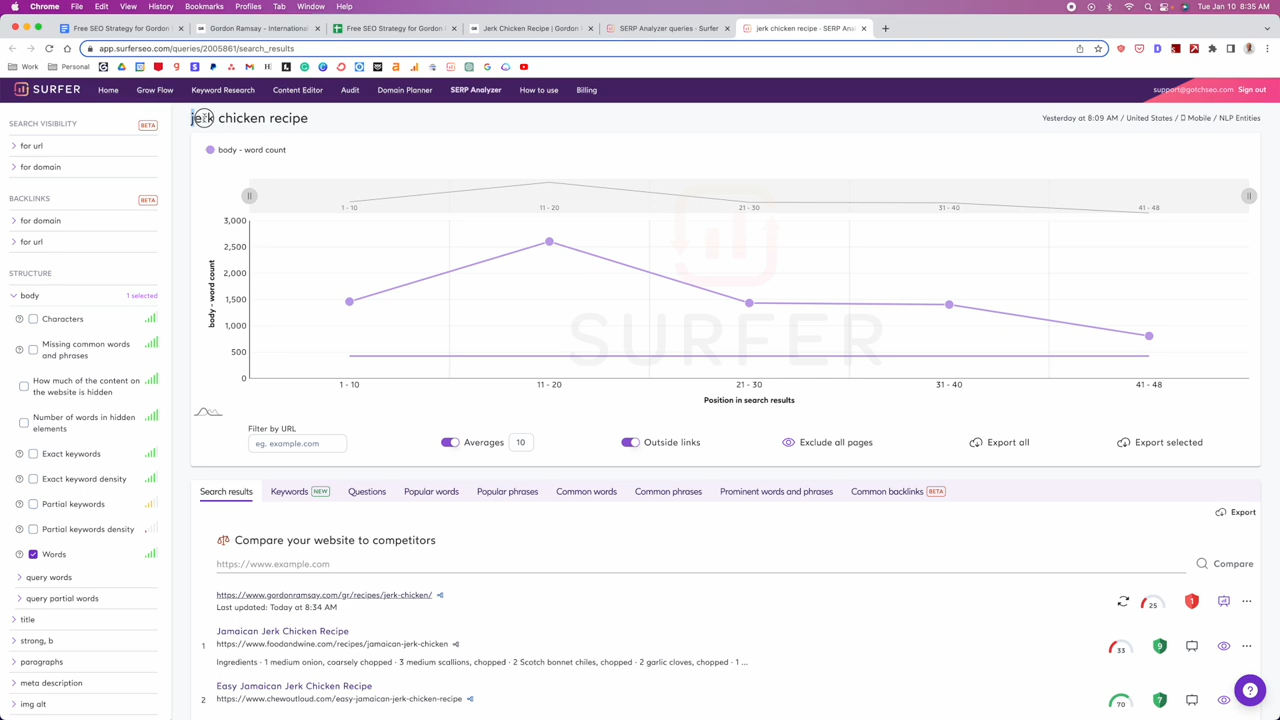 Chrome File Edit View History Bookmarks Profiles Tab Window Help
Tue Jan 10 8:35 AM
Free SEO Strategy for Gordon
Gordon Ramsay - International
Free SEO Strategy for Gordon
Jerk Chicken Recipe | Gordon
SERP Analyzer queries - Surfer
jerk chicken recipe - SERP Ana
app.surferseo.com/queries/2005861/search_results
Work Personal
SURFER Home Grow Flow Keyword Research Content Editor Audit Domain Planner SERP Analyzer How to use Billing support@gotchseo.com Sign out
SEARCH VISIBILITY BETA
for url
for domain
BACKLINKS BETA
for domain
for url
STRUCTURE
body 1 selected
Characters
Missing common words
and phrases
How much of the content on
the website is hidden
Number of words in hidden
elements
Exact keywords
Exact keyword density
Partial keywords
Partial keywords density
Words
query words
query partial words
title
strong, b
paragraphs
meta description
img alt
jerk chicken recipe
Yesterday at 8:09 AM / United States / Mobile / NLP Entities
body - word count
1 - 10 11 - 20 21 - 30 31 - 40 41 - 48
3,000
2,500
2,000
1,500
1,000
500
0
body - word count
SURFER
1 - 10 11 - 20 21 - 30 31 - 40 41 - 48
Position in search results
Filter by URL
eg. example.com
Averages 10
Outside links
Exclude all pages
Export all
Export selected
Search results Keywords NEW Questions Popular words Popular phrases Common words Common phrases Prominent words and phrases Common backlinks BETA
Export
Compare your website to competitors
https://www.example.com
Compare
https://www.gordonramsay.com/gr/recipes/jerk-chicken/
Last updated: Today at 8:34 AM
25 1
Jamaican Jerk Chicken Recipe
1 https://www.foodandwine.com/recipes/jamaican-jerk-chicken
33 9
Ingredients · 1 medium onion, coarsely chopped · 3 medium scallions, chopped · 2 Scotch bonnet chiles, chopped · 2 garlic cloves, chopped · 1 ...
Easy Jamaican Jerk Chicken Recipe
2 https://www.chewoutloud.com/easy-jamaican-jerk-chicken-recipe
70 7